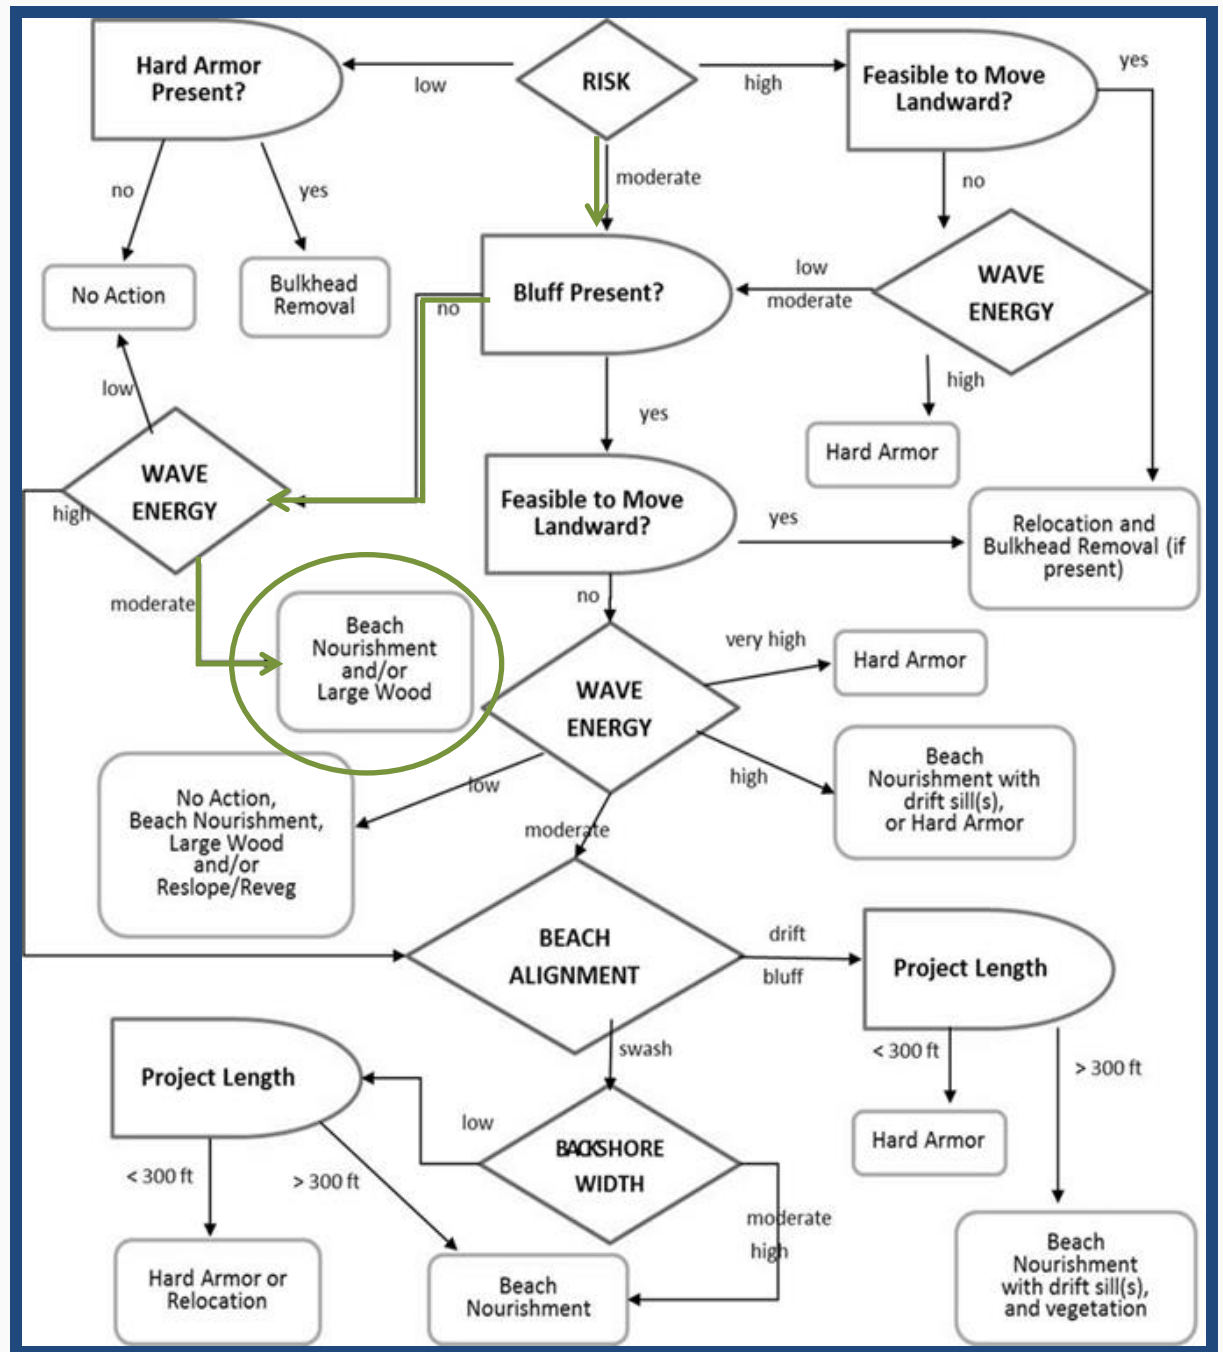 Hard Armor
Present?
low
RISK
high
Feasible to Move
Landward?
yes
no
yes
moderate
no
No Action
Bulkhead
Removal
Bluff Present?
no
low
moderate
WAVE
ENERGY
high
low
yes
Hard Armor
WAVE
ENERGY
high
moderate
Feasible to Move
Landward?
yes
Relocation and
Bulkhead Removal (if
present)
no
Beach
Nourishment
and/or
Large Wood
WAVE
ENERGY
very high
Hard Armor
high
Beach
Nourishment with
drift sill(s),
or Hard Armor
low
moderate
No Action,
Beach Nourishment,
Large Wood
and/or
Reslope/Reveg
BEACH
ALIGNMENT
drift
bluff
Project Length
swash
< 300 ft
> 300 ft
Hard Armor
Project Length
low
BACKSHORE
WIDTH
< 300 ft
> 300 ft
moderate
high
Hard Armor or
Relocation
Beach
Nourishment
Beach
Nourishment
with drift sill(s),
and vegetation